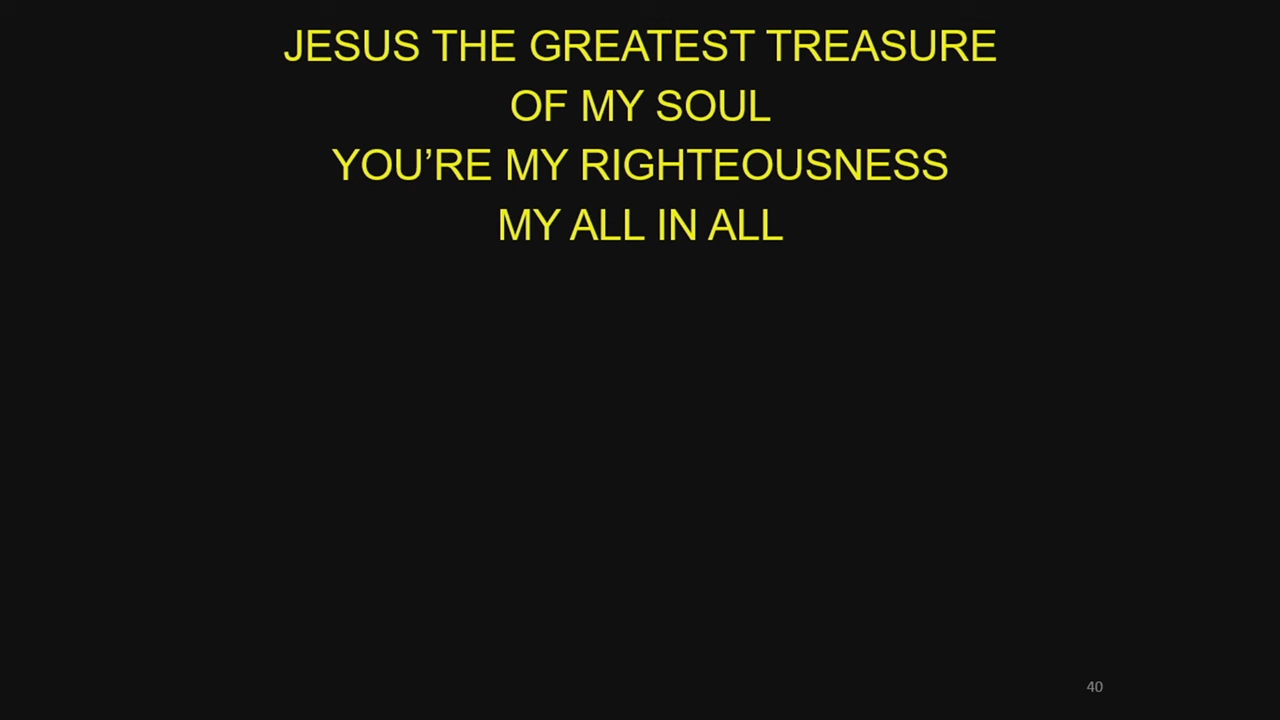 JESUS THE GREATEST TREASURE
OF MY SOUL
YOU’RE MY RIGHTEOUSNESS
MY ALL IN ALL
40